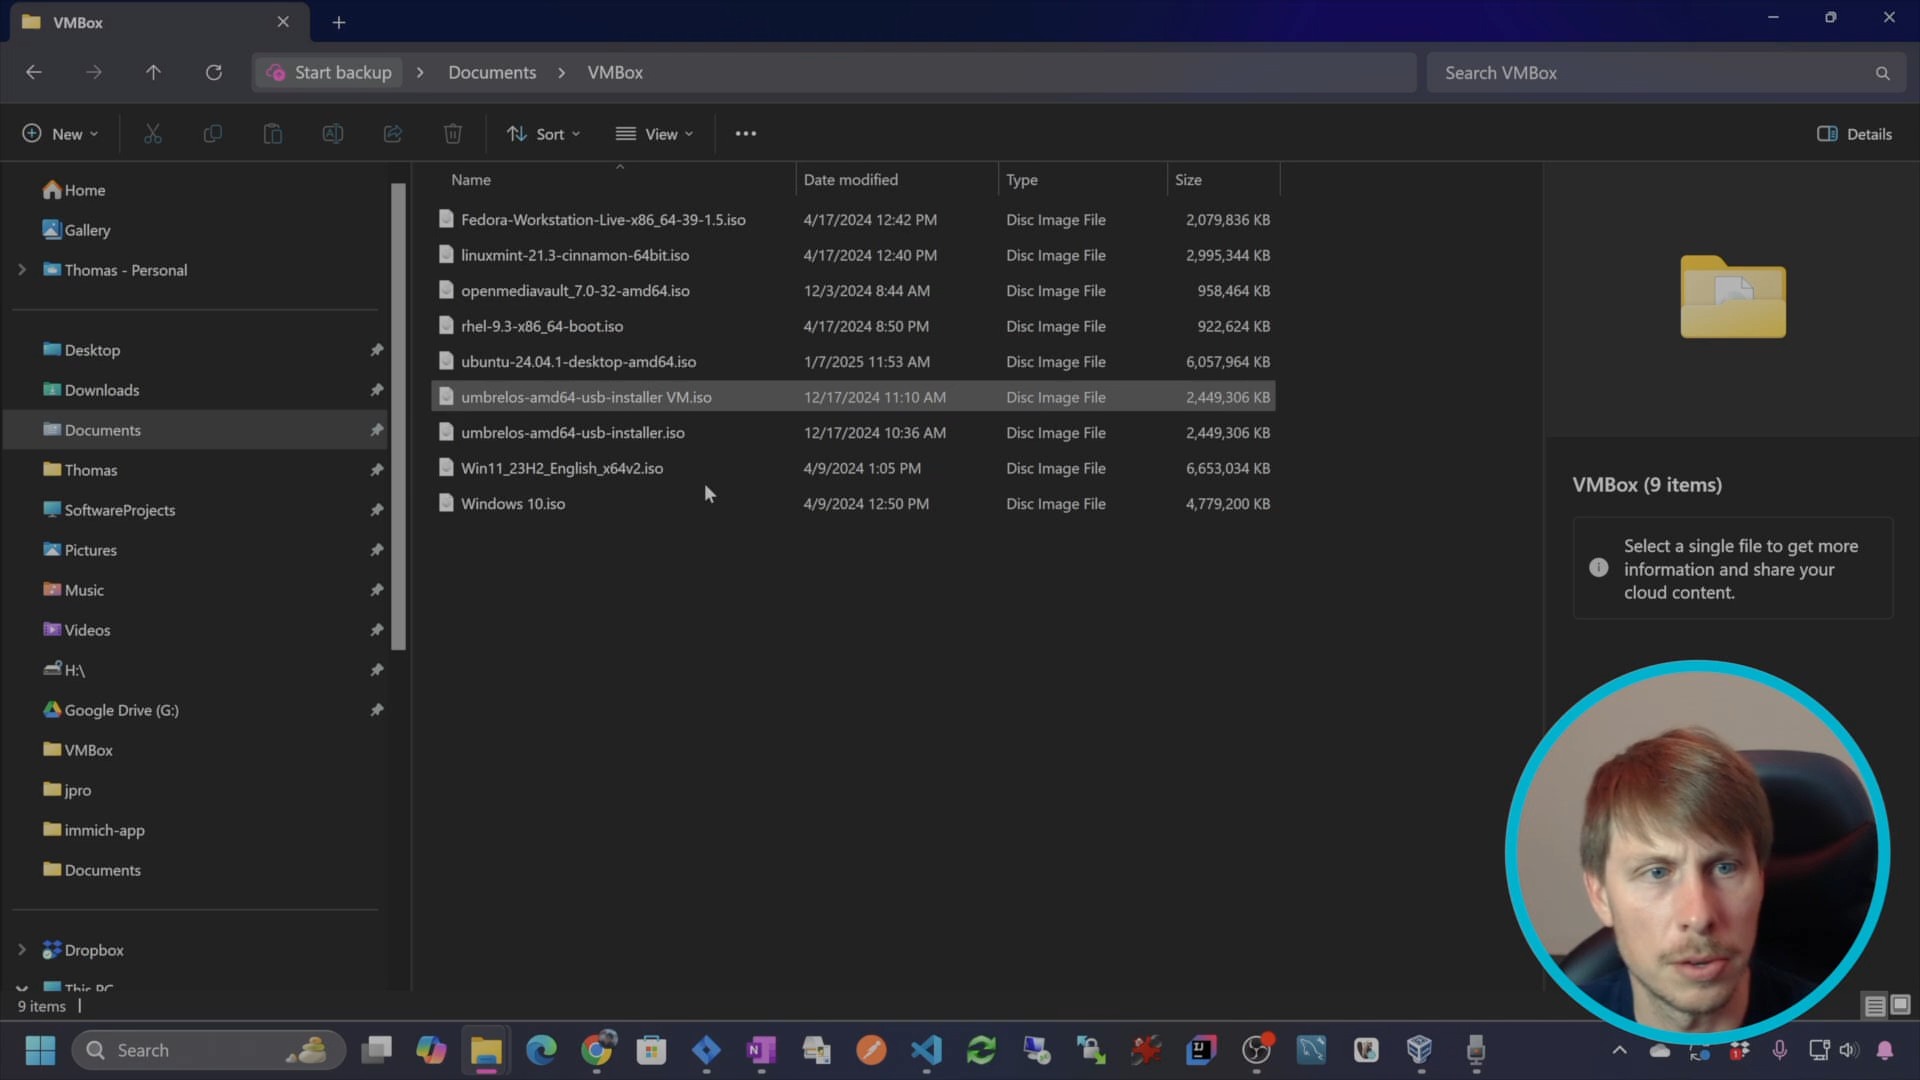 VMBox
Start backup > Documents > VMBox
Search VMBox
New
Sort
View
Details
Name Date modified Type Size
Fedora-Workstation-Live-x86_64-39-1.5.iso 4/17/2024 12:42 PM Disc Image File 2,079,836 KB
linuxmint-21.3-cinnamon-64bit.iso 4/17/2024 12:40 PM Disc Image File 2,995,344 KB
openmediavault_7.0-32-amd64.iso 12/3/2024 8:44 AM Disc Image File 958,464 KB
rhel-9.3-x86_64-boot.iso 4/17/2024 8:50 PM Disc Image File 922,624 KB
ubuntu-24.04.1-desktop-amd64.iso 1/7/2025 11:53 AM Disc Image File 6,057,964 KB
umbrelos-amd64-usb-installer VM.iso 12/17/2024 11:10 AM Disc Image File 2,449,306 KB
umbrelos-amd64-usb-installer.iso 12/17/2024 10:36 AM Disc Image File 2,449,306 KB
Win11_23H2_English_x64v2.iso 4/9/2024 1:05 PM Disc Image File 6,653,034 KB
Windows 10.iso 4/9/2024 12:50 PM Disc Image File 4,779,200 KB
Home
Gallery
Thomas - Personal
Desktop
Downloads
Documents
Thomas
SoftwareProjects
Pictures
Music
Videos
H:\
Google Drive (G:)
VMBox
jpro
immich-app
Documents
Dropbox
This PC
VMBox (9 items)
Select a single file to get more
information and share your
cloud content.
9 items
Search